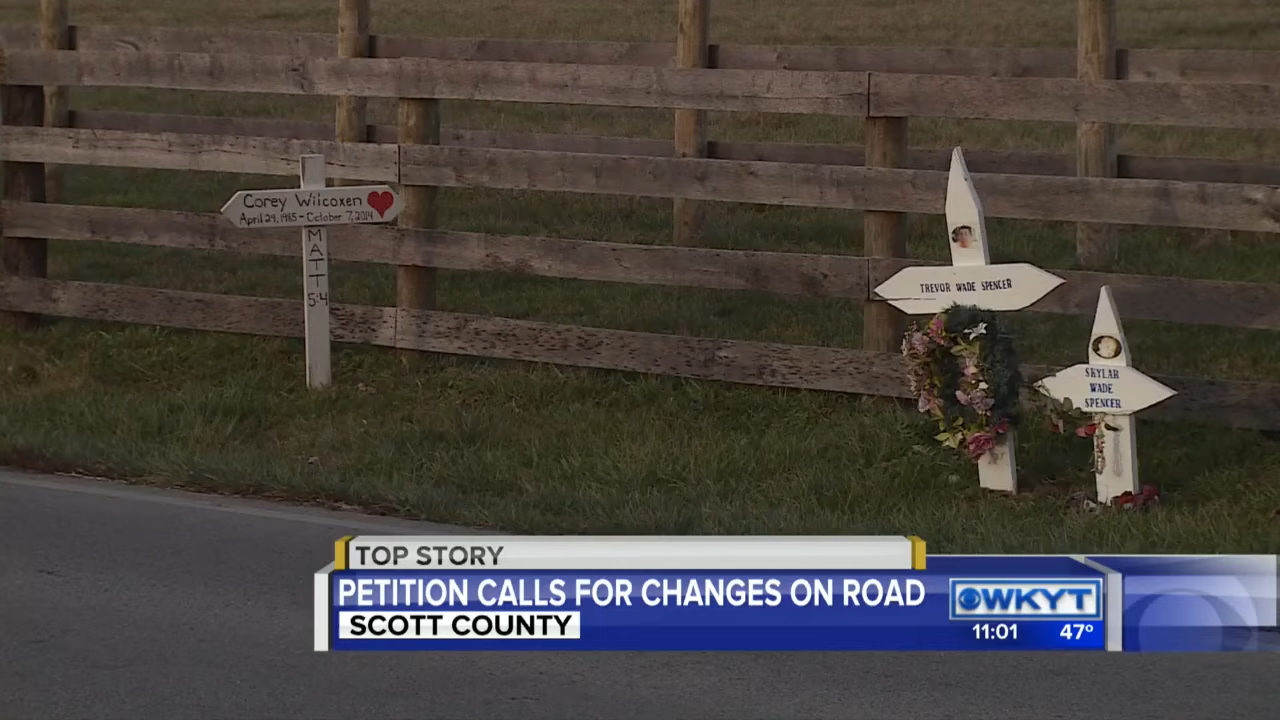 Corey Wilcoxen
April 29, 1985 - October 7, 2014
MATT
5:4
TREVOR WADE SPENCER
SKYLAR
WADE
SPENCER
TOP STORY
PETITION CALLS FOR CHANGES ON ROAD
SCOTT COUNTY
WKYT
11:01 47°